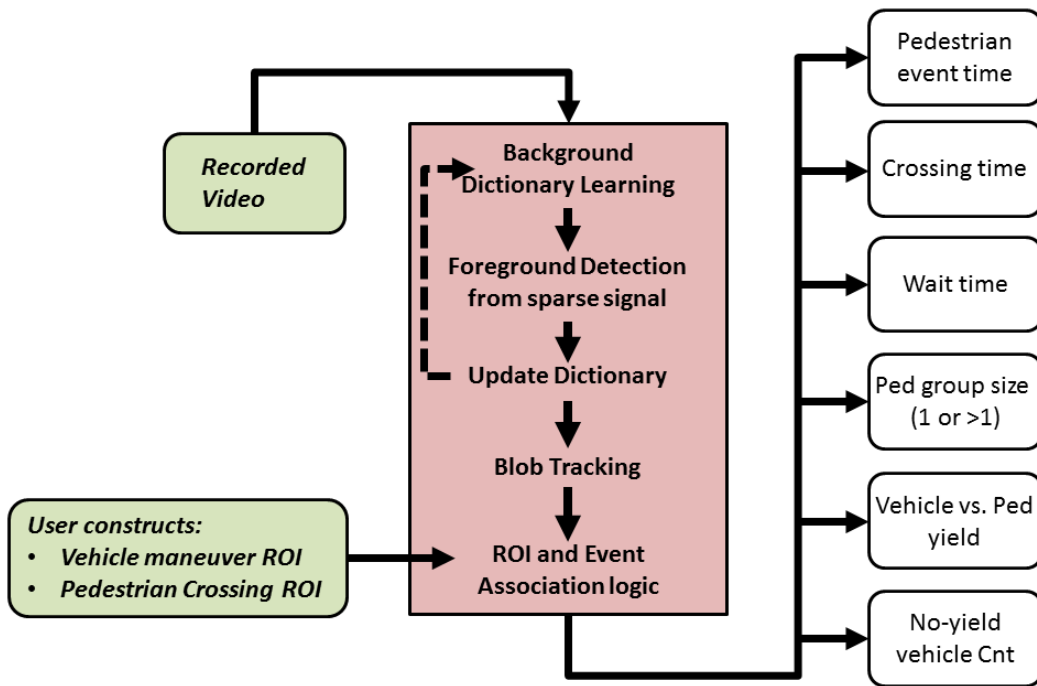 Recorded
Video
Background
Dictionary Learning
Foreground Detection
from sparse signal
Update Dictionary
Blob Tracking
ROI and Event
Association logic
User constructs:
• Vehicle maneuver ROI
• Pedestrian Crossing ROI
Pedestrian
event time
Crossing time
Wait time
Ped group size
(1 or >1)
Vehicle vs. Ped
yield
No-yield
vehicle Cnt